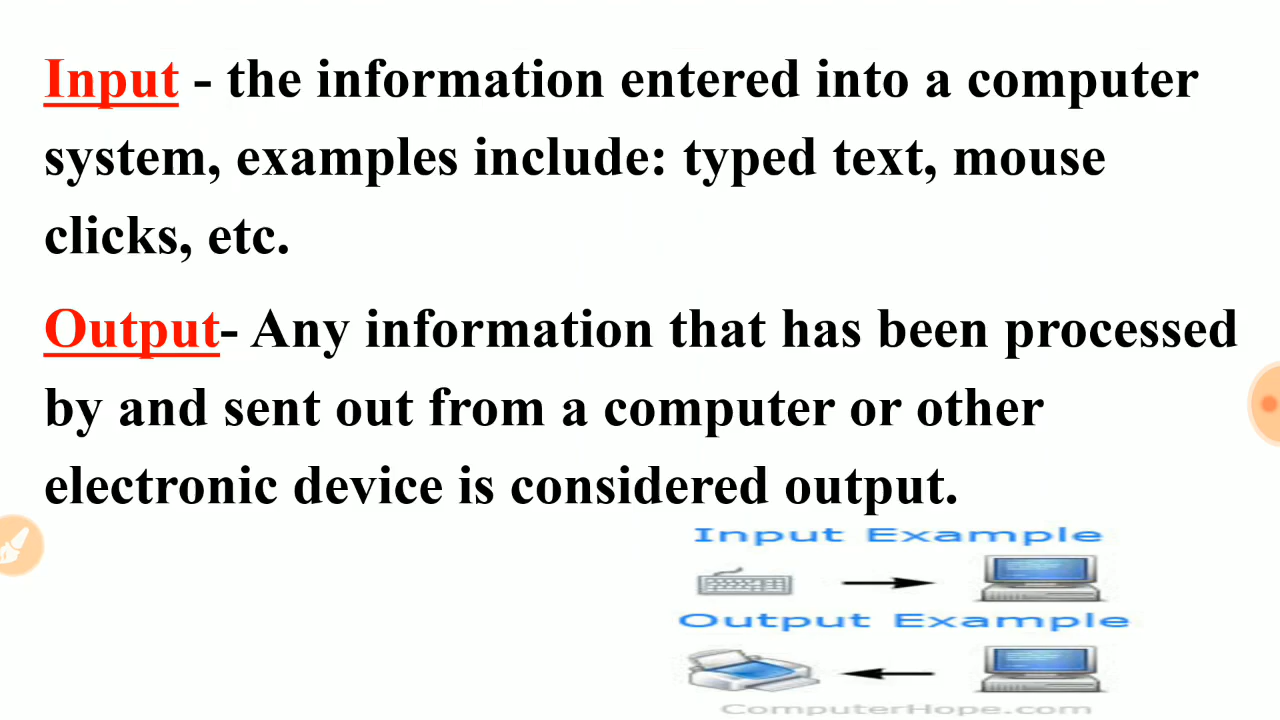 Input - the information entered into a computer
system, examples include: typed text, mouse
clicks, etc.
Output- Any information that has been processed
by and sent out from a computer or other
electronic device is considered output.
Input Example
Output Example
ComputerHope.com